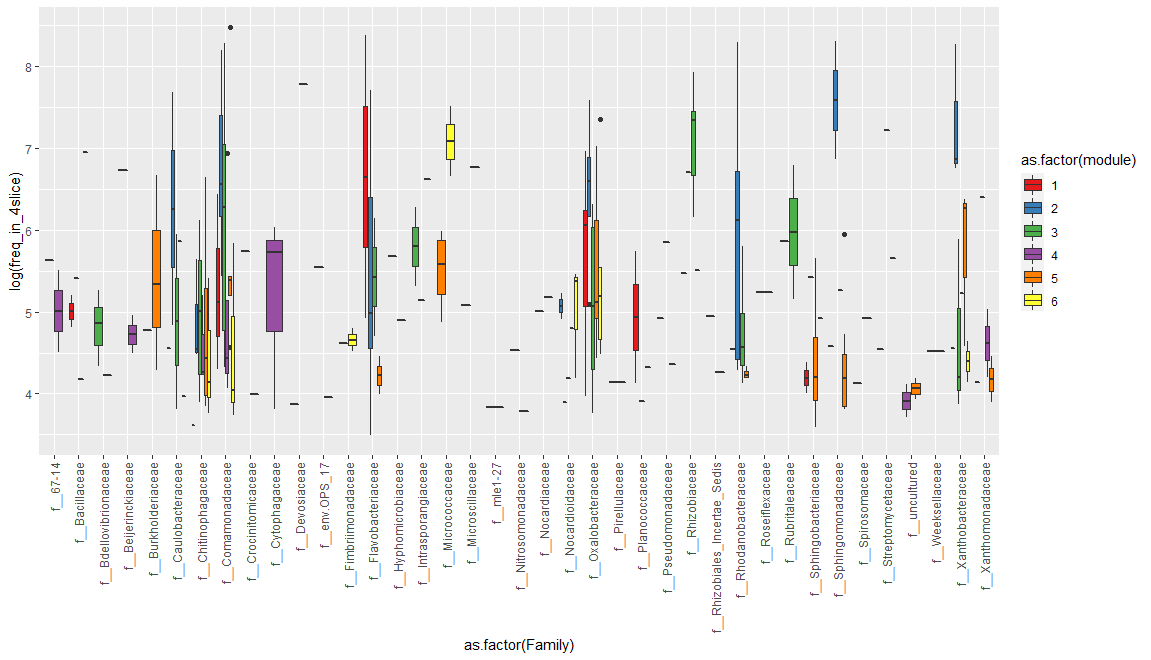 log(freq_in_4slice)
8
7
6
5
4
f__67-14
f__Bacillaceae
f__Bdellovibrionaceae
f__Beijerinckiaceae
f__Burkholderiaceae
f__Caulobacteraceae
f__Chitinophagaceae
f__Comamonadaceae
f__Crocinitomicaceae
f__Cytophagaceae
f__Devosiaceae
f__env.OPS_17
f__Fimbriimonadaceae
f__Flavobacteriaceae
f__Hyphomicrobiaceae
f__Intrasporangiaceae
f__Micrococcaceae
f__Microscillaceae
f__mle1-27
f__Nitrosomonadaceae
f__Nocardiaceae
f__Nocardioidaceae
f__Oxalobacteraceae
f__Pirellulaceae
f__Planococcaceae
f__Pseudomonadaceae
f__Rhizobiaceae
f__Rhizobiales_Incertae_Sedis
f__Rhodanobacteraceae
f__Roseiflexaceae
f__Rubritaleaceae
f__Sphingobacteriaceae
f__Sphingomonadaceae
f__Spirosomaceae
f__Streptomycetaceae
f__uncultured
f__Weeksellaceae
f__Xanthobacteraceae
f__Xanthomonadaceae
as.factor(Family)
as.factor(module)
1
2
3
4
5
6